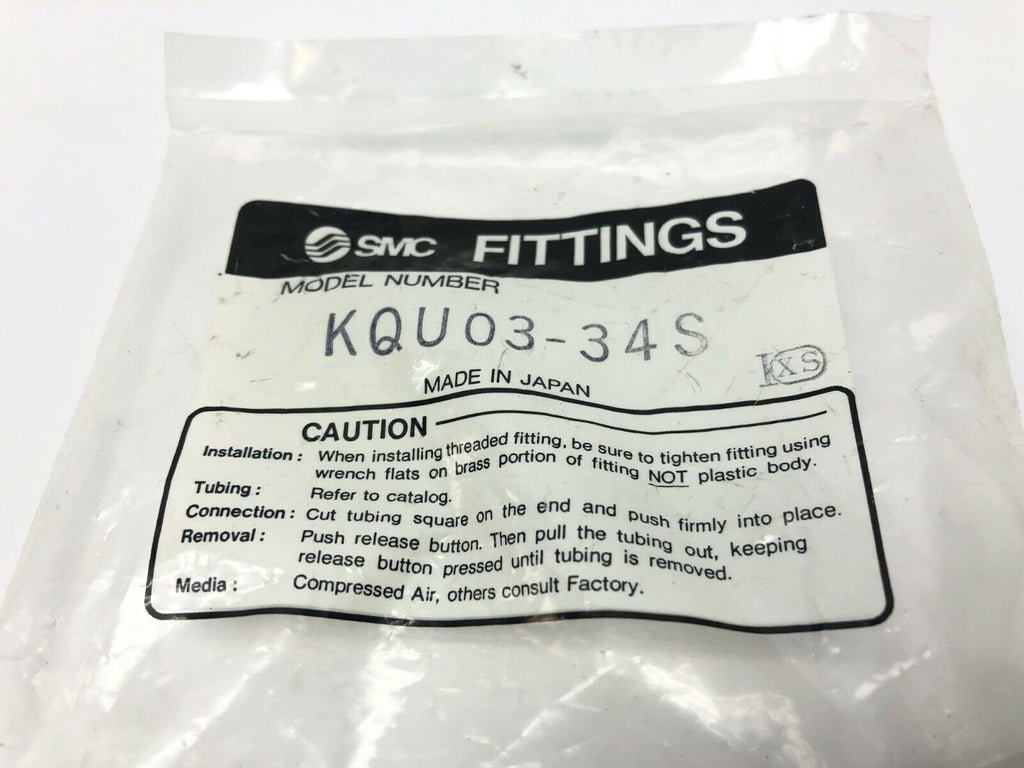 SMC FITTINGS
MODEL NUMBER
KQU03-34S
XS
MADE IN JAPAN
CAUTION
Installation : When installing threaded fitting, be sure to tighten fitting using
wrench flats on brass portion of fitting NOT plastic body.
Tubing : Refer to catalog.
Connection : Cut tubing square on the end and push firmly into place.
Removal : Push release button. Then pull the tubing out, keeping
release button pressed until tubing is removed.
Media : Compressed Air, others consult Factory.